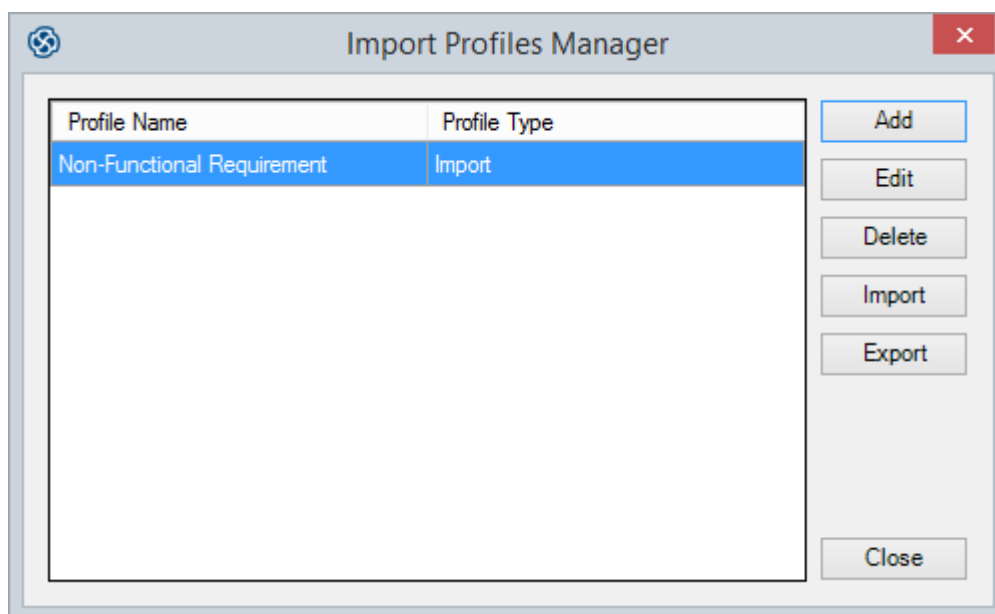 Import Profiles Manager
Profile Name Profile Type
Non-Functional Requirement Import
Add
Edit
Delete
Import
Export
Close